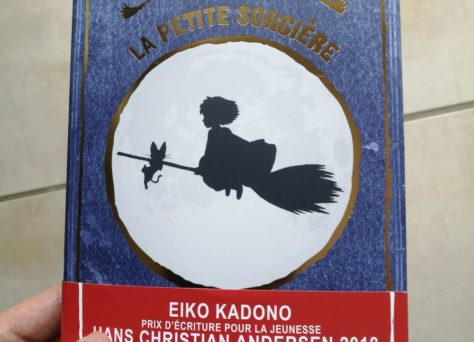 LA PETITE SORCIÈRE
EIKO KADONO
PRIX D'ÉCRITURE POUR LA JEUNESSE
HANS CHRISTIAN ANDERSEN 2018